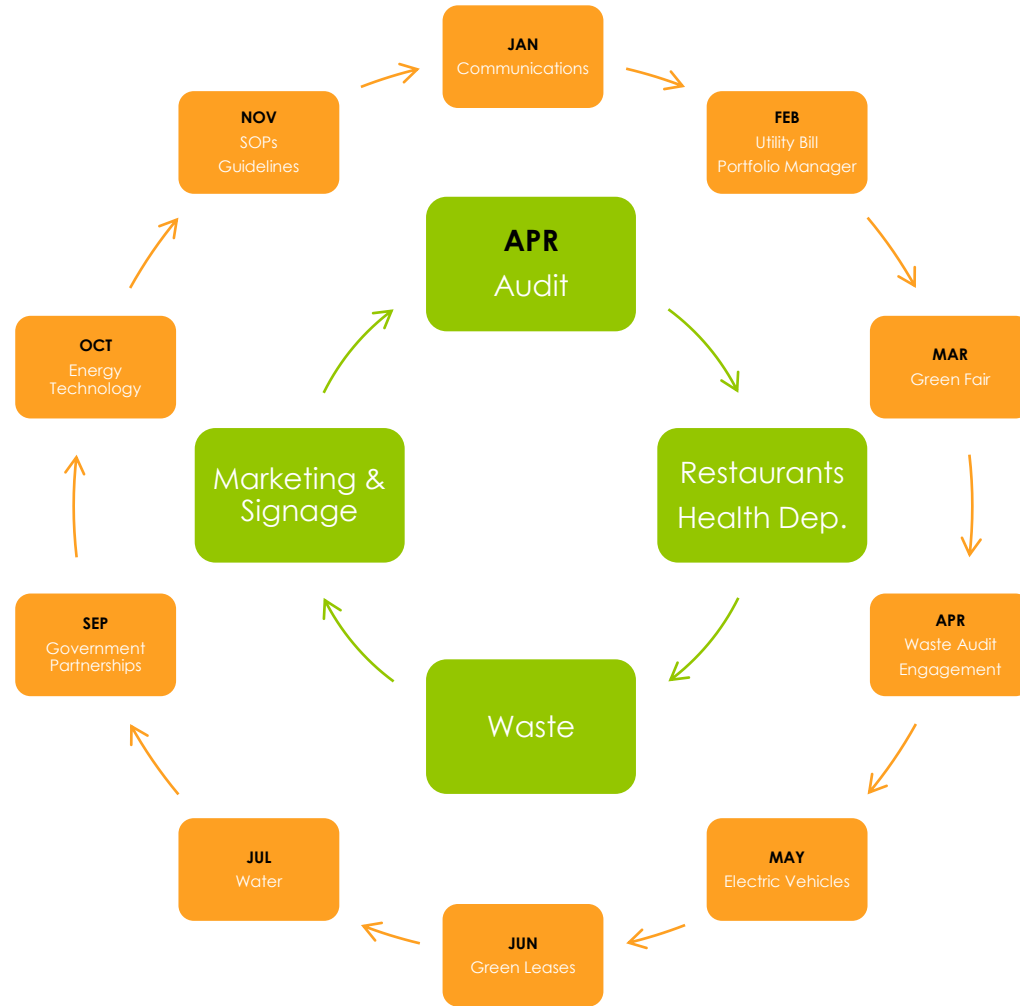 JAN
Communications
FEB
Utility Bill
Portfolio Manager
MAR
Green Fair
APR
Waste Audit
Engagement
MAY
Electric Vehicles
JUN
Green Leases
JUL
Water
SEP
Government
Partnerships
OCT
Energy
Technology
NOV
SOPs
Guidelines
APR
Audit
Restaurants
Health Dep.
Waste
Marketing &
Signage